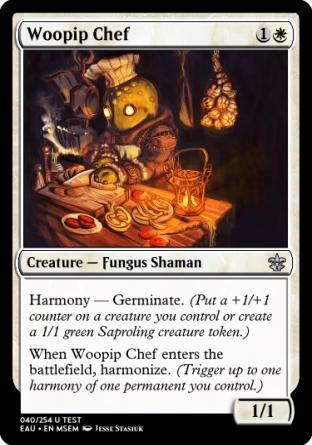 Woopip Chef 1
Creature — Fungus Shaman
Harmony — Germinate. (Put a +1/+1
counter on a creature you control or create
a 1/1 green Saproling creature token.)
When Woopip Chef enters the
battlefield, harmonize. (Trigger up to one
harmony of one permanent you control.)
1/1
040/254 U TEST
EAU • EN MSEM Jesse Stasiuk